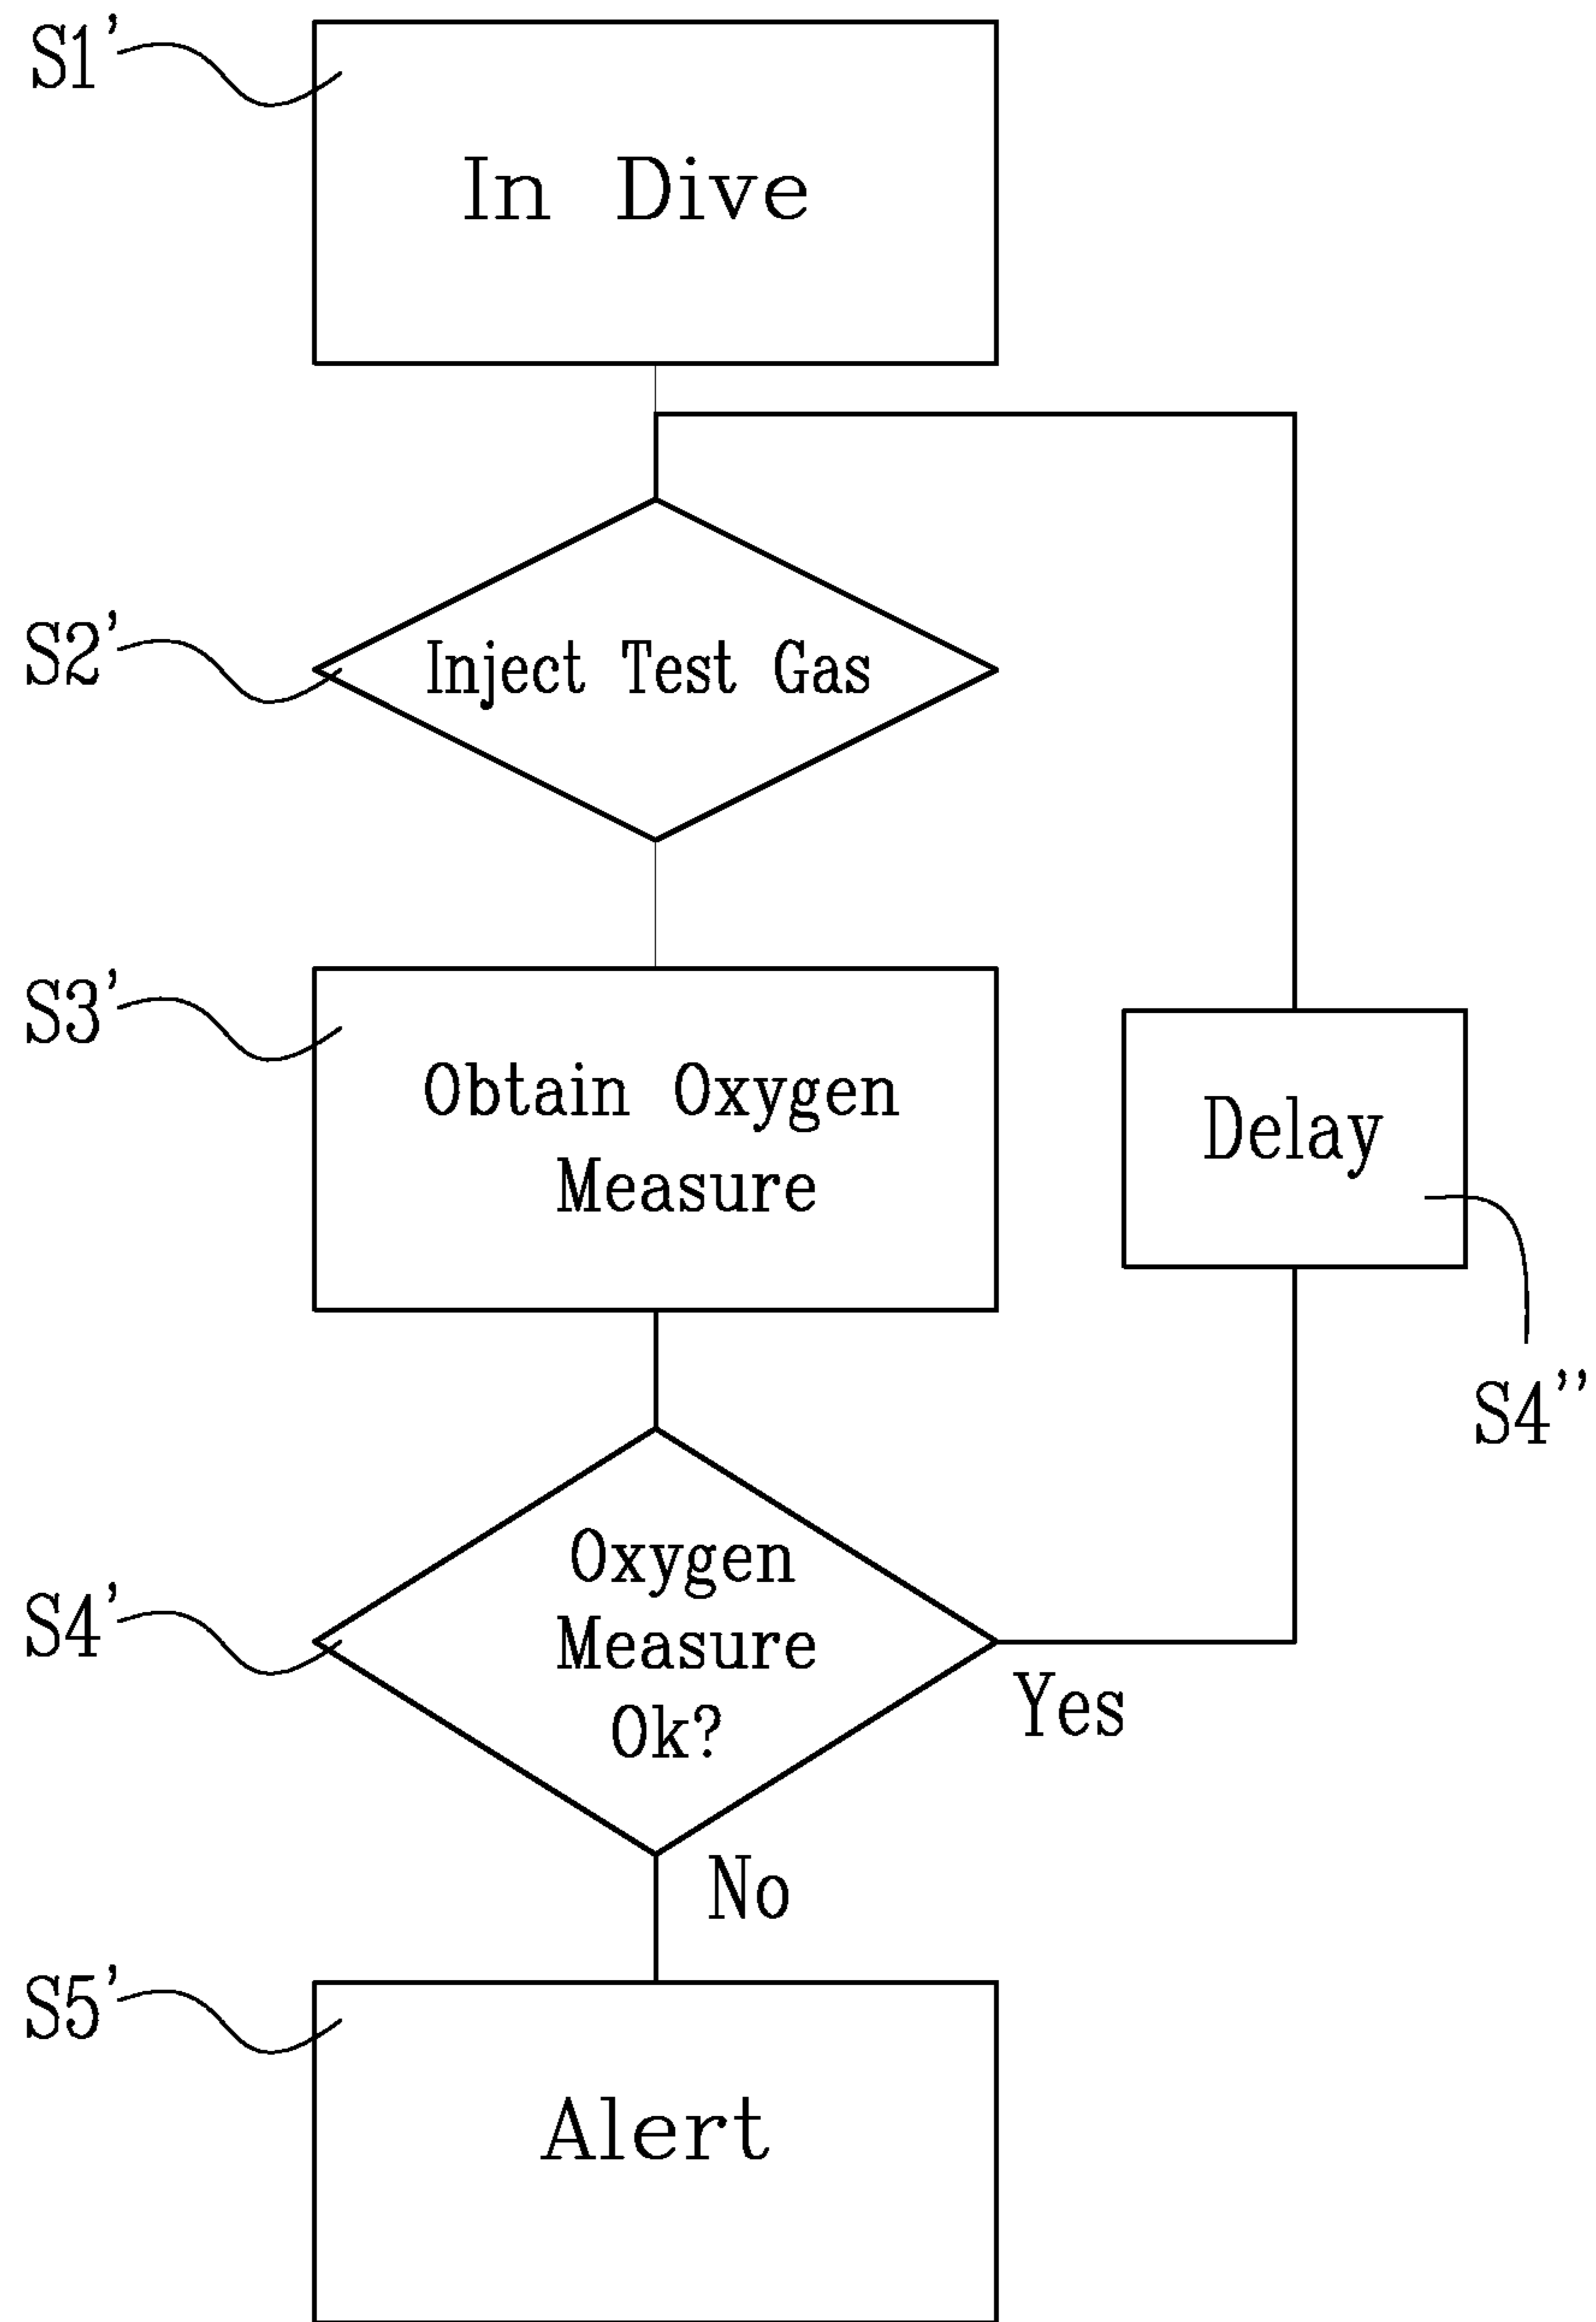 S1'
In Dive
S2'
Inject Test Gas
S3'
Obtain Oxygen
Measure
Delay
S4''
S4'
Oxygen
Measure
Ok?
Yes
No
S5'
Alert